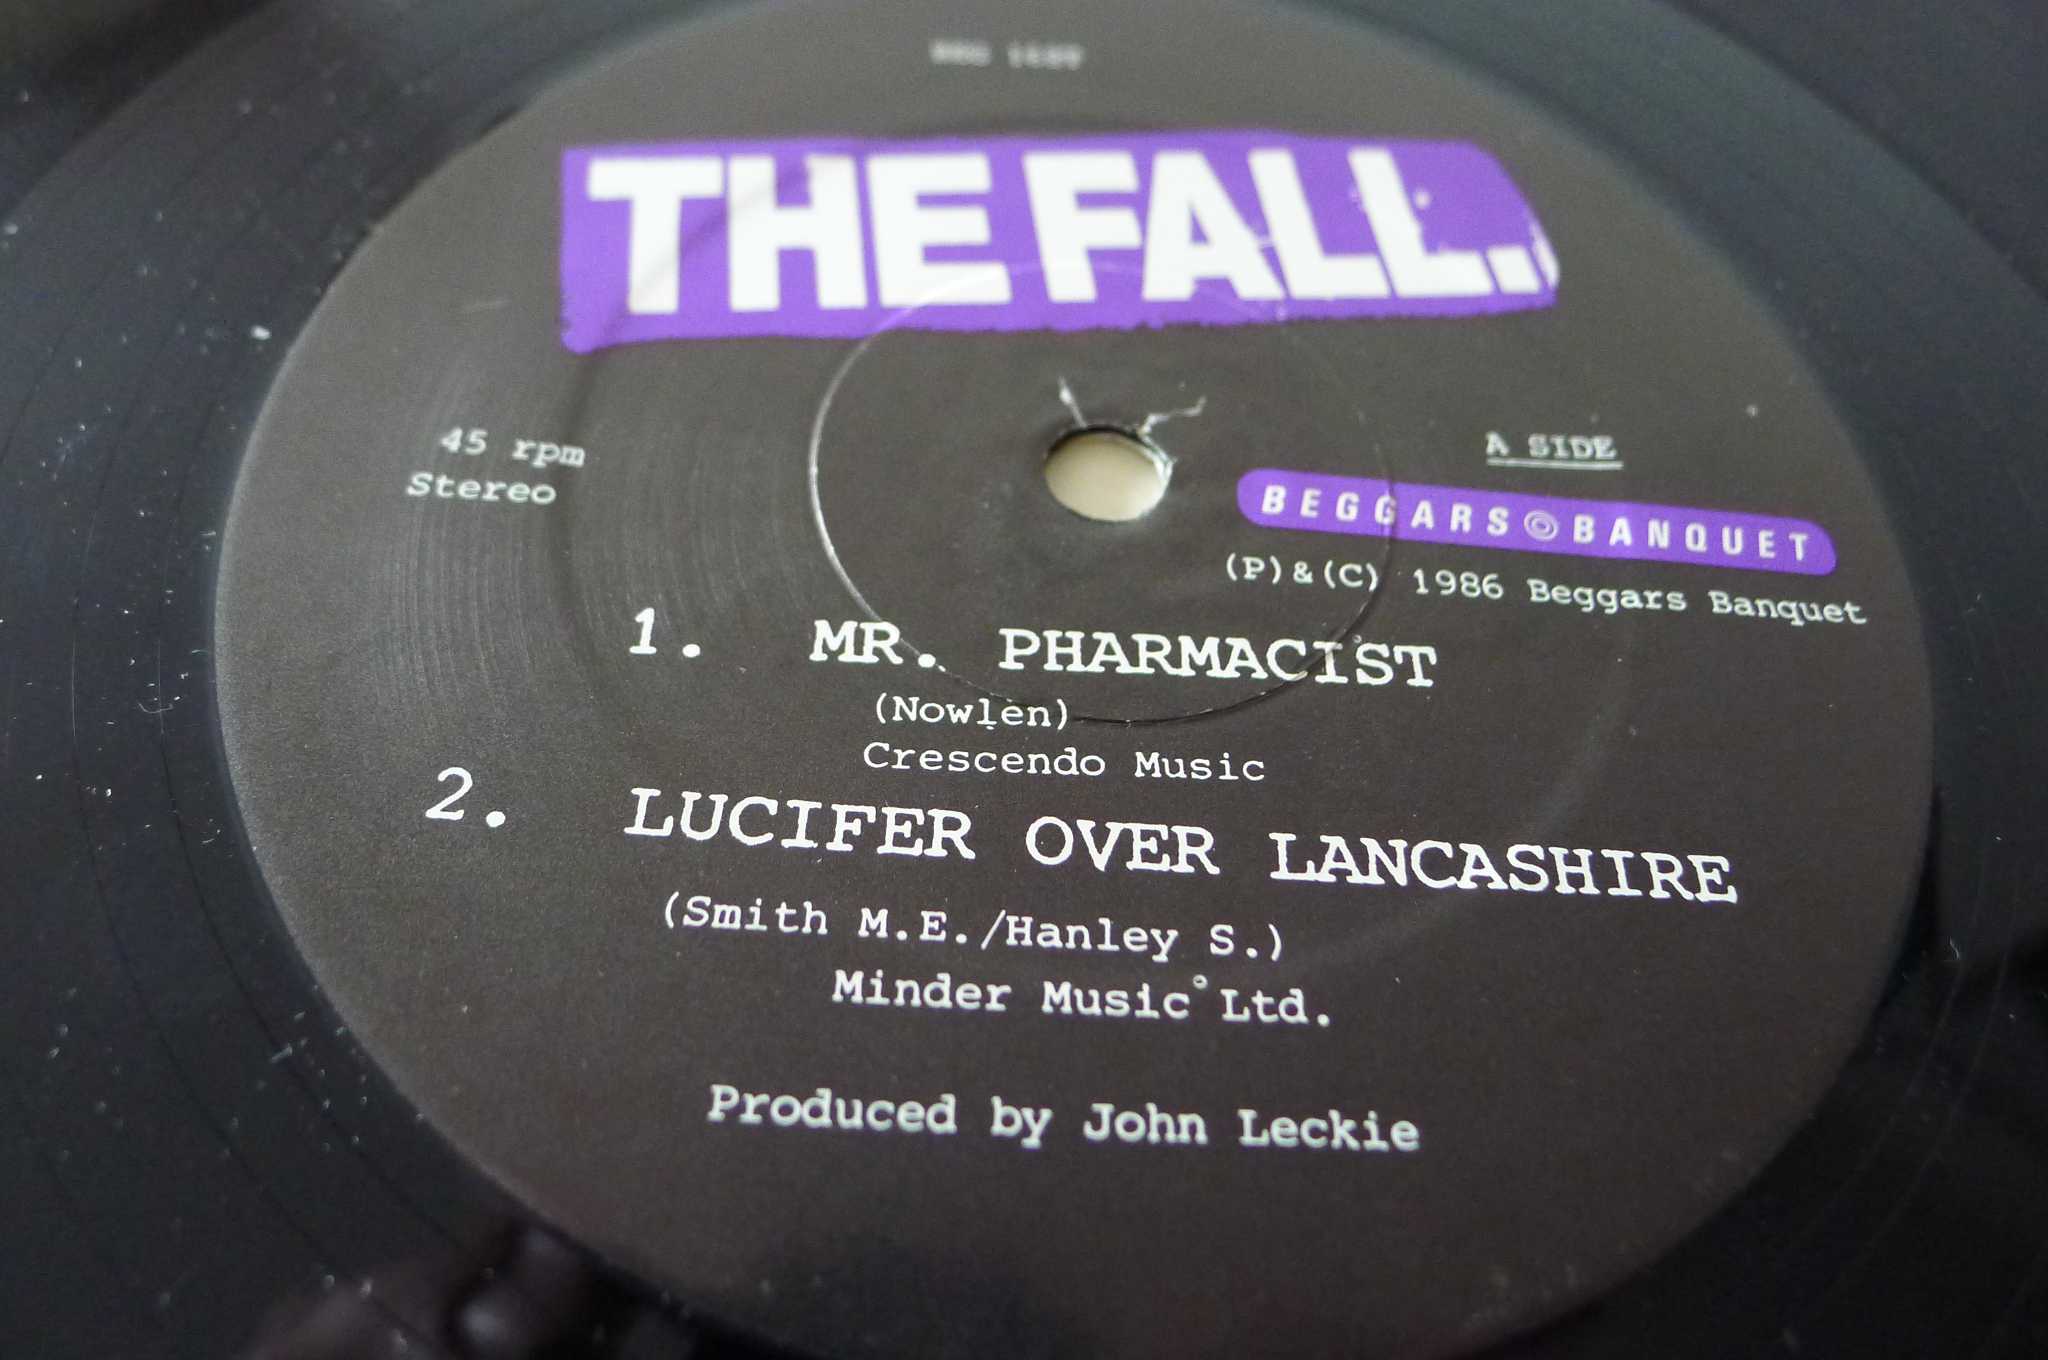 THE FALL.
45 rpm
Stereo
A SIDE
BEGGARS BANQUET
(P)&(C) 1986 Beggars Banquet
1. MR. PHARMACIST
(Nowlen)
Crescendo Music
2. LUCIFER OVER LANCASHIRE
(Smith M.E./Hanley S.)
Minder Music Ltd.
Produced by John Leckie